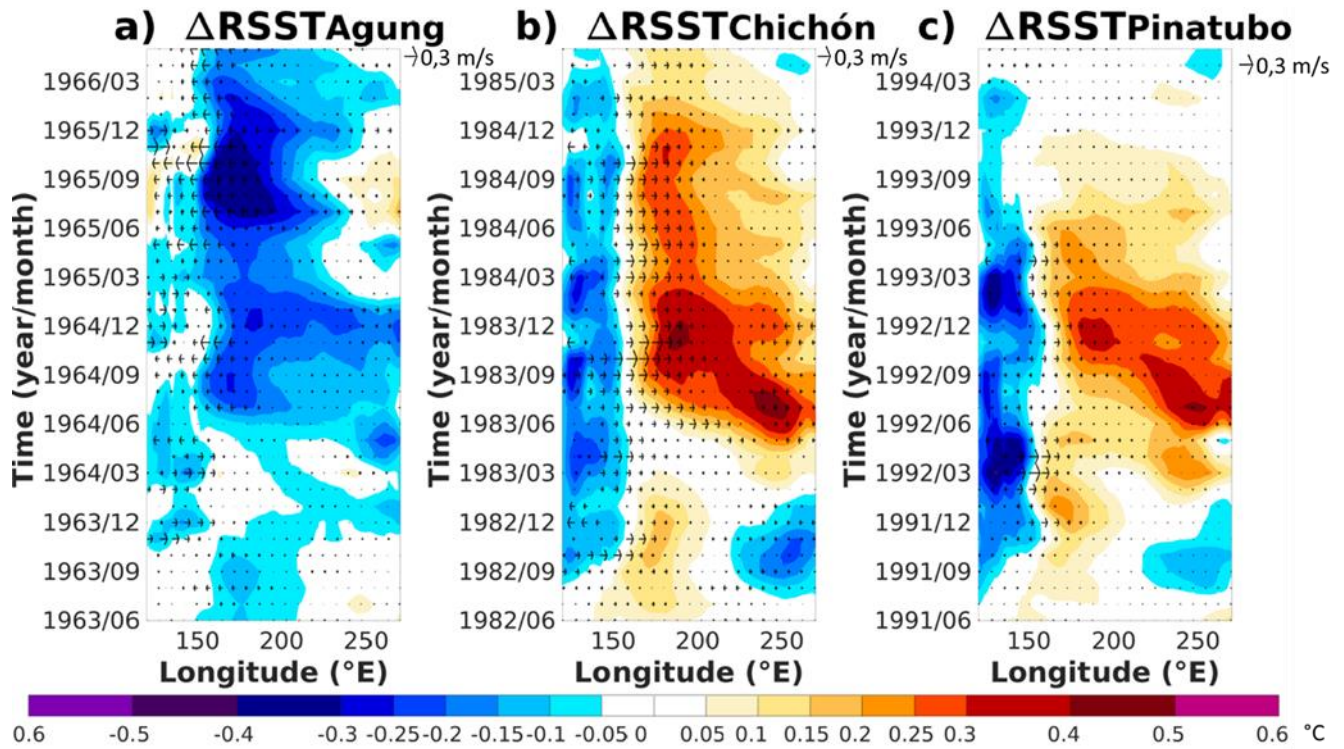 a) ΔRSSTAgung
b) ΔRSSTChichón
c) ΔRSSTPinatubo
0,3 m/s
0,3 m/s
0,3 m/s
Time (year/month)
1966/03
1965/12
1965/09
1965/06
1965/03
1964/12
1964/09
1964/06
1964/03
1963/12
1963/09
1963/06
150 200 250
Longitude (°E)
Time (year/month)
1985/03
1984/12
1984/09
1984/06
1984/03
1983/12
1983/09
1983/06
1983/03
1982/12
1982/09
1982/06
150 200 250
Longitude (°E)
Time (year/month)
1994/03
1993/12
1993/09
1993/06
1993/03
1992/12
1992/09
1992/06
1992/03
1991/12
1991/09
1991/06
150 200 250
Longitude (°E)
0.6 -0.5 -0.4 -0.3 -0.25 -0.2 -0.15 -0.1 -0.05 0 0.05 0.1 0.15 0.2 0.25 0.3 0.4 0.5 0.6 °C